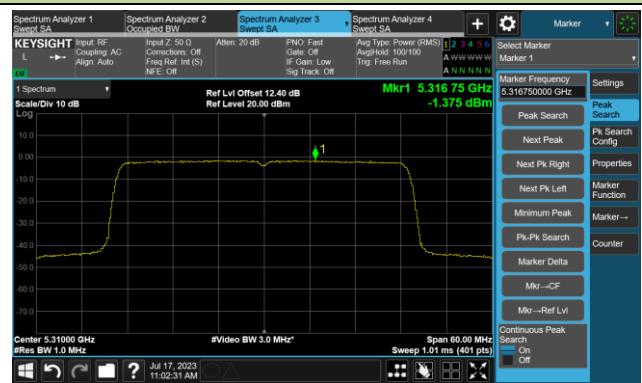 Spectrum Analyzer 1
Swept SA
Spectrum Analyzer 2
Occupied BW
Spectrum Analyzer 3
Swept SA
Spectrum Analyzer 4
Swept SA
Marker
KEYSIGHT
L
Input: RF
Coupling: AC
Align: Auto
Input Z: 50 Ω
Corrections: Off
Freq Ref: Int (S)
NFE: Off
Atten: 20 dB
PNO: Fast
Gate: Off
IF Gain: Low
Sig Track: Off
Avg Type: Power (RMS)
Avg|Hold: 100/100
Trig: Free Run
1 2 3 4 5 6
A W W W W W
A N N N N N
Select Marker
Marker 1
1 Spectrum
Scale/Div 10 dB
Log
Ref Lvl Offset 12.40 dB
Ref Level 20.00 dBm
Mkr1 5.316 75 GHz
-1.375 dBm
10.0
0.00
-10.0
-20.0
-30.0
-40.0
-50.0
-60.0
-70.0
1
Center 5.31000 GHz
#Res BW 1.0 MHz
#Video BW 3.0 MHz*
Span 60.00 MHz
Sweep 1.01 ms (401 pts)
Marker Frequency
5.316750000 GHz
Peak Search
Next Peak
Next Pk Right
Next Pk Left
Minimum Peak
Pk-Pk Search
Marker Delta
Mkr→CF
Mkr→Ref Lvl
Continuous Peak
Search
On
Off
Settings
Peak
Search
Pk Search
Config
Properties
Marker
Function
Marker→
Counter
Jul 17, 2023
11:02:31 AM